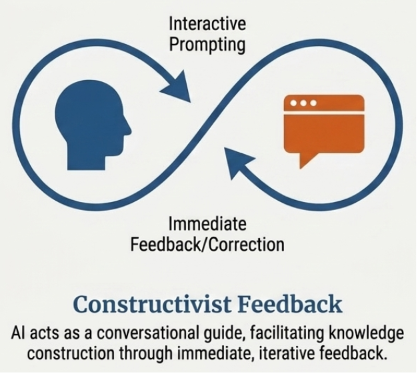 Interactive
Prompting
Immediate
Feedback/Correction
Constructivist Feedback
AI acts as a conversational guide, facilitating knowledge
construction through immediate, iterative feedback.